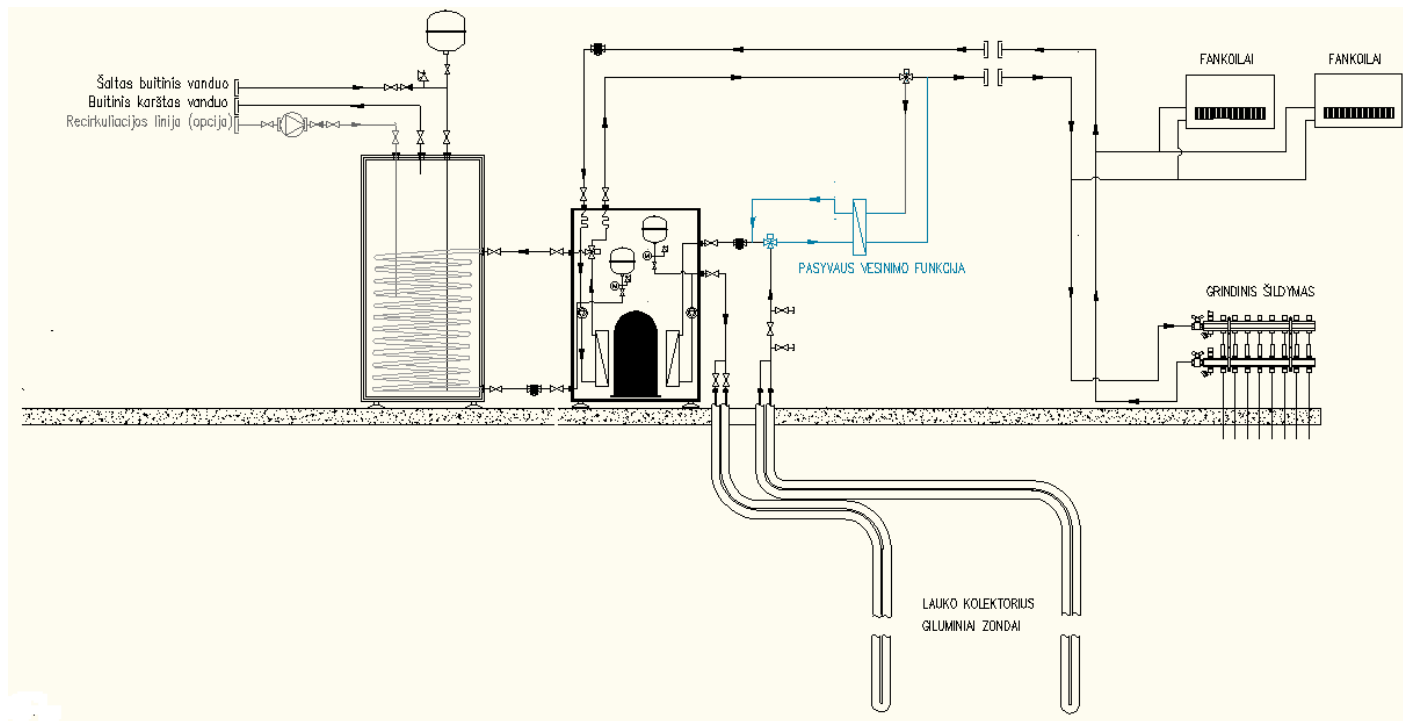 Šaltas buitinis vanduo
Buitinis karštas vanduo
Recirkuliacijos linija (opcija)
FANKOILAI
FANKOILAI
PASYVAUS VĖSINIMO FUNKCIJA
GRINDINIS ŠILDYMAS
LAUKO KOLEKTORIUS
GILUMINIAI ZONDAI